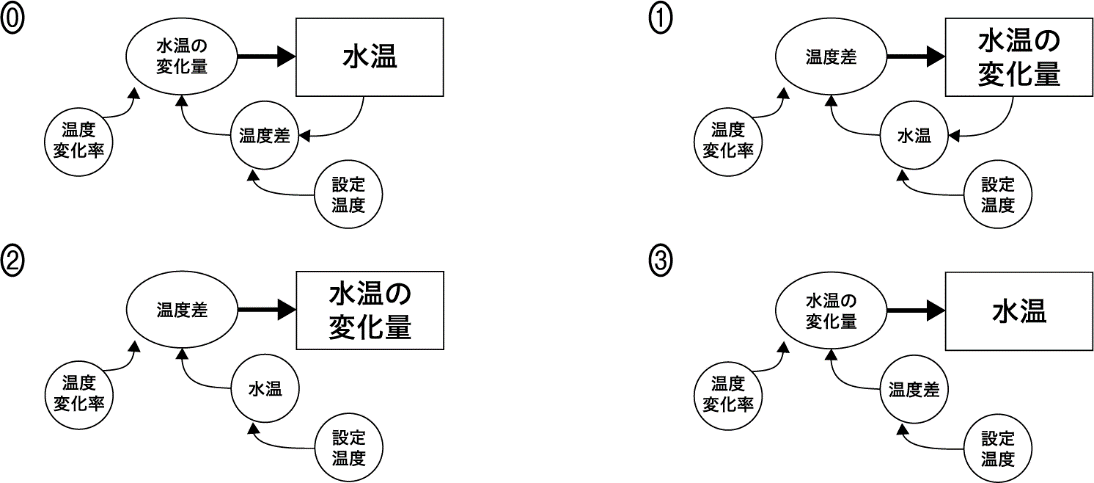 ⓪
水温の
変化量
水温
温度
変化率
温度差
設定
温度
①
温度差
水温の
変化量
温度
変化率
水温
設定
温度
②
温度差
水温の
変化量
温度
変化率
水温
設定
温度
③
水温の
変化量
水温
温度
変化率
温度差
設定
温度